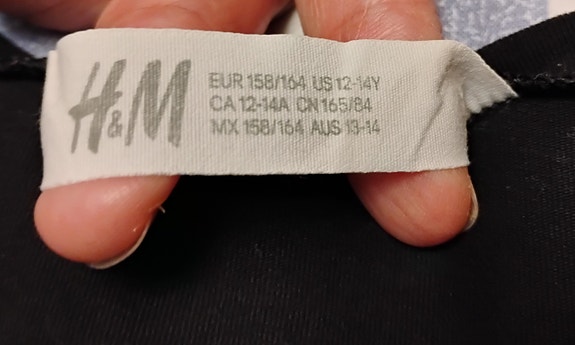 H&M
EUR 158/164 US 12-14Y
CA 12-14A CN 165/84
MX 158/164 AUS 13-14